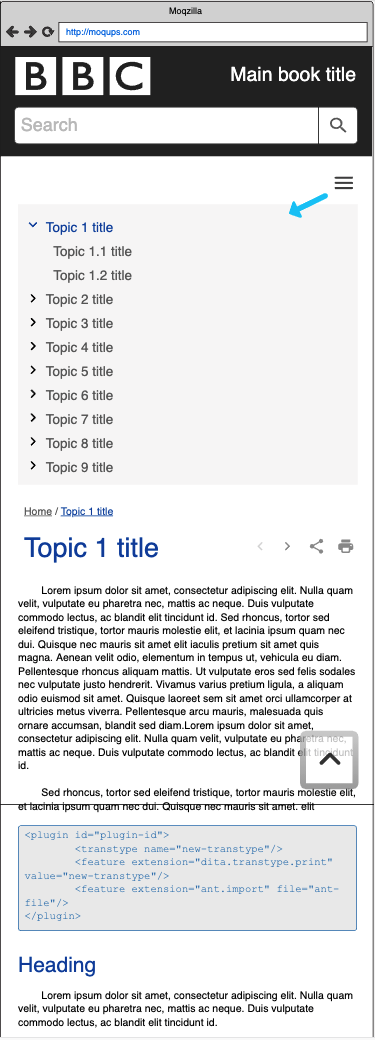 Moqzilla
http://moqups.com
BBC
Main book title
Search
Topic 1 title
Topic 1.1 title
Topic 1.2 title
Topic 2 title
Topic 3 title
Topic 4 title
Topic 5 title
Topic 6 title
Topic 7 title
Topic 8 title
Topic 9 title
Home / Topic 1 title
Topic 1 title
Lorem ipsum dolor sit amet, consectetur adipiscing elit. Nulla quam
velit, vulputate eu pharetra nec, mattis ac neque. Duis vulputate
commodo lectus, ac blandit elit tincidunt id. Sed rhoncus, tortor sed
eleifend tristique, tortor mauris molestie elit, et lacinia ipsum quam nec
dui. Quisque nec mauris sit amet elit iaculis pretium sit amet quis
magna. Aenean velit odio, elementum in tempus ut, vehicula eu diam.
Pellentesque rhoncus aliquam mattis. Ut vulputate eros sed felis sodales
nec vulputate justo hendrerit. Vivamus varius pretium ligula, a aliquam
odio euismod sit amet. Quisque laoreet sem sit amet orci ullamcorper at
ultricies metus viverra. Pellentesque arcu mauris, malesuada quis
ornare accumsan, blandit sed diam.Lorem ipsum dolor sit amet,
consectetur adipiscing elit. Nulla quam velit, vulputate eu pharetra nec,
mattis ac neque. Duis vulputate commodo lectus, ac blandit elit tincidunt
id.
Sed rhoncus, tortor sed eleifend tristique, tortor mauris molestie elit,
et lacinia ipsum quam nec dui. Quisque nec mauris sit amet. elit
<plugin id="plugin-id">
<transtype name="new-transtype"/>
<feature extension="dita.transtype.print"
value="new-transtype"/>
<feature extension="ant.import" file="ant-
file"/>
</plugin>
Heading
Lorem ipsum dolor sit amet, consectetur adipiscing elit. Nulla quam
velit, vulputate eu pharetra nec, mattis ac neque. Duis vulputate
commodo lectus, ac blandit elit tincidunt id.